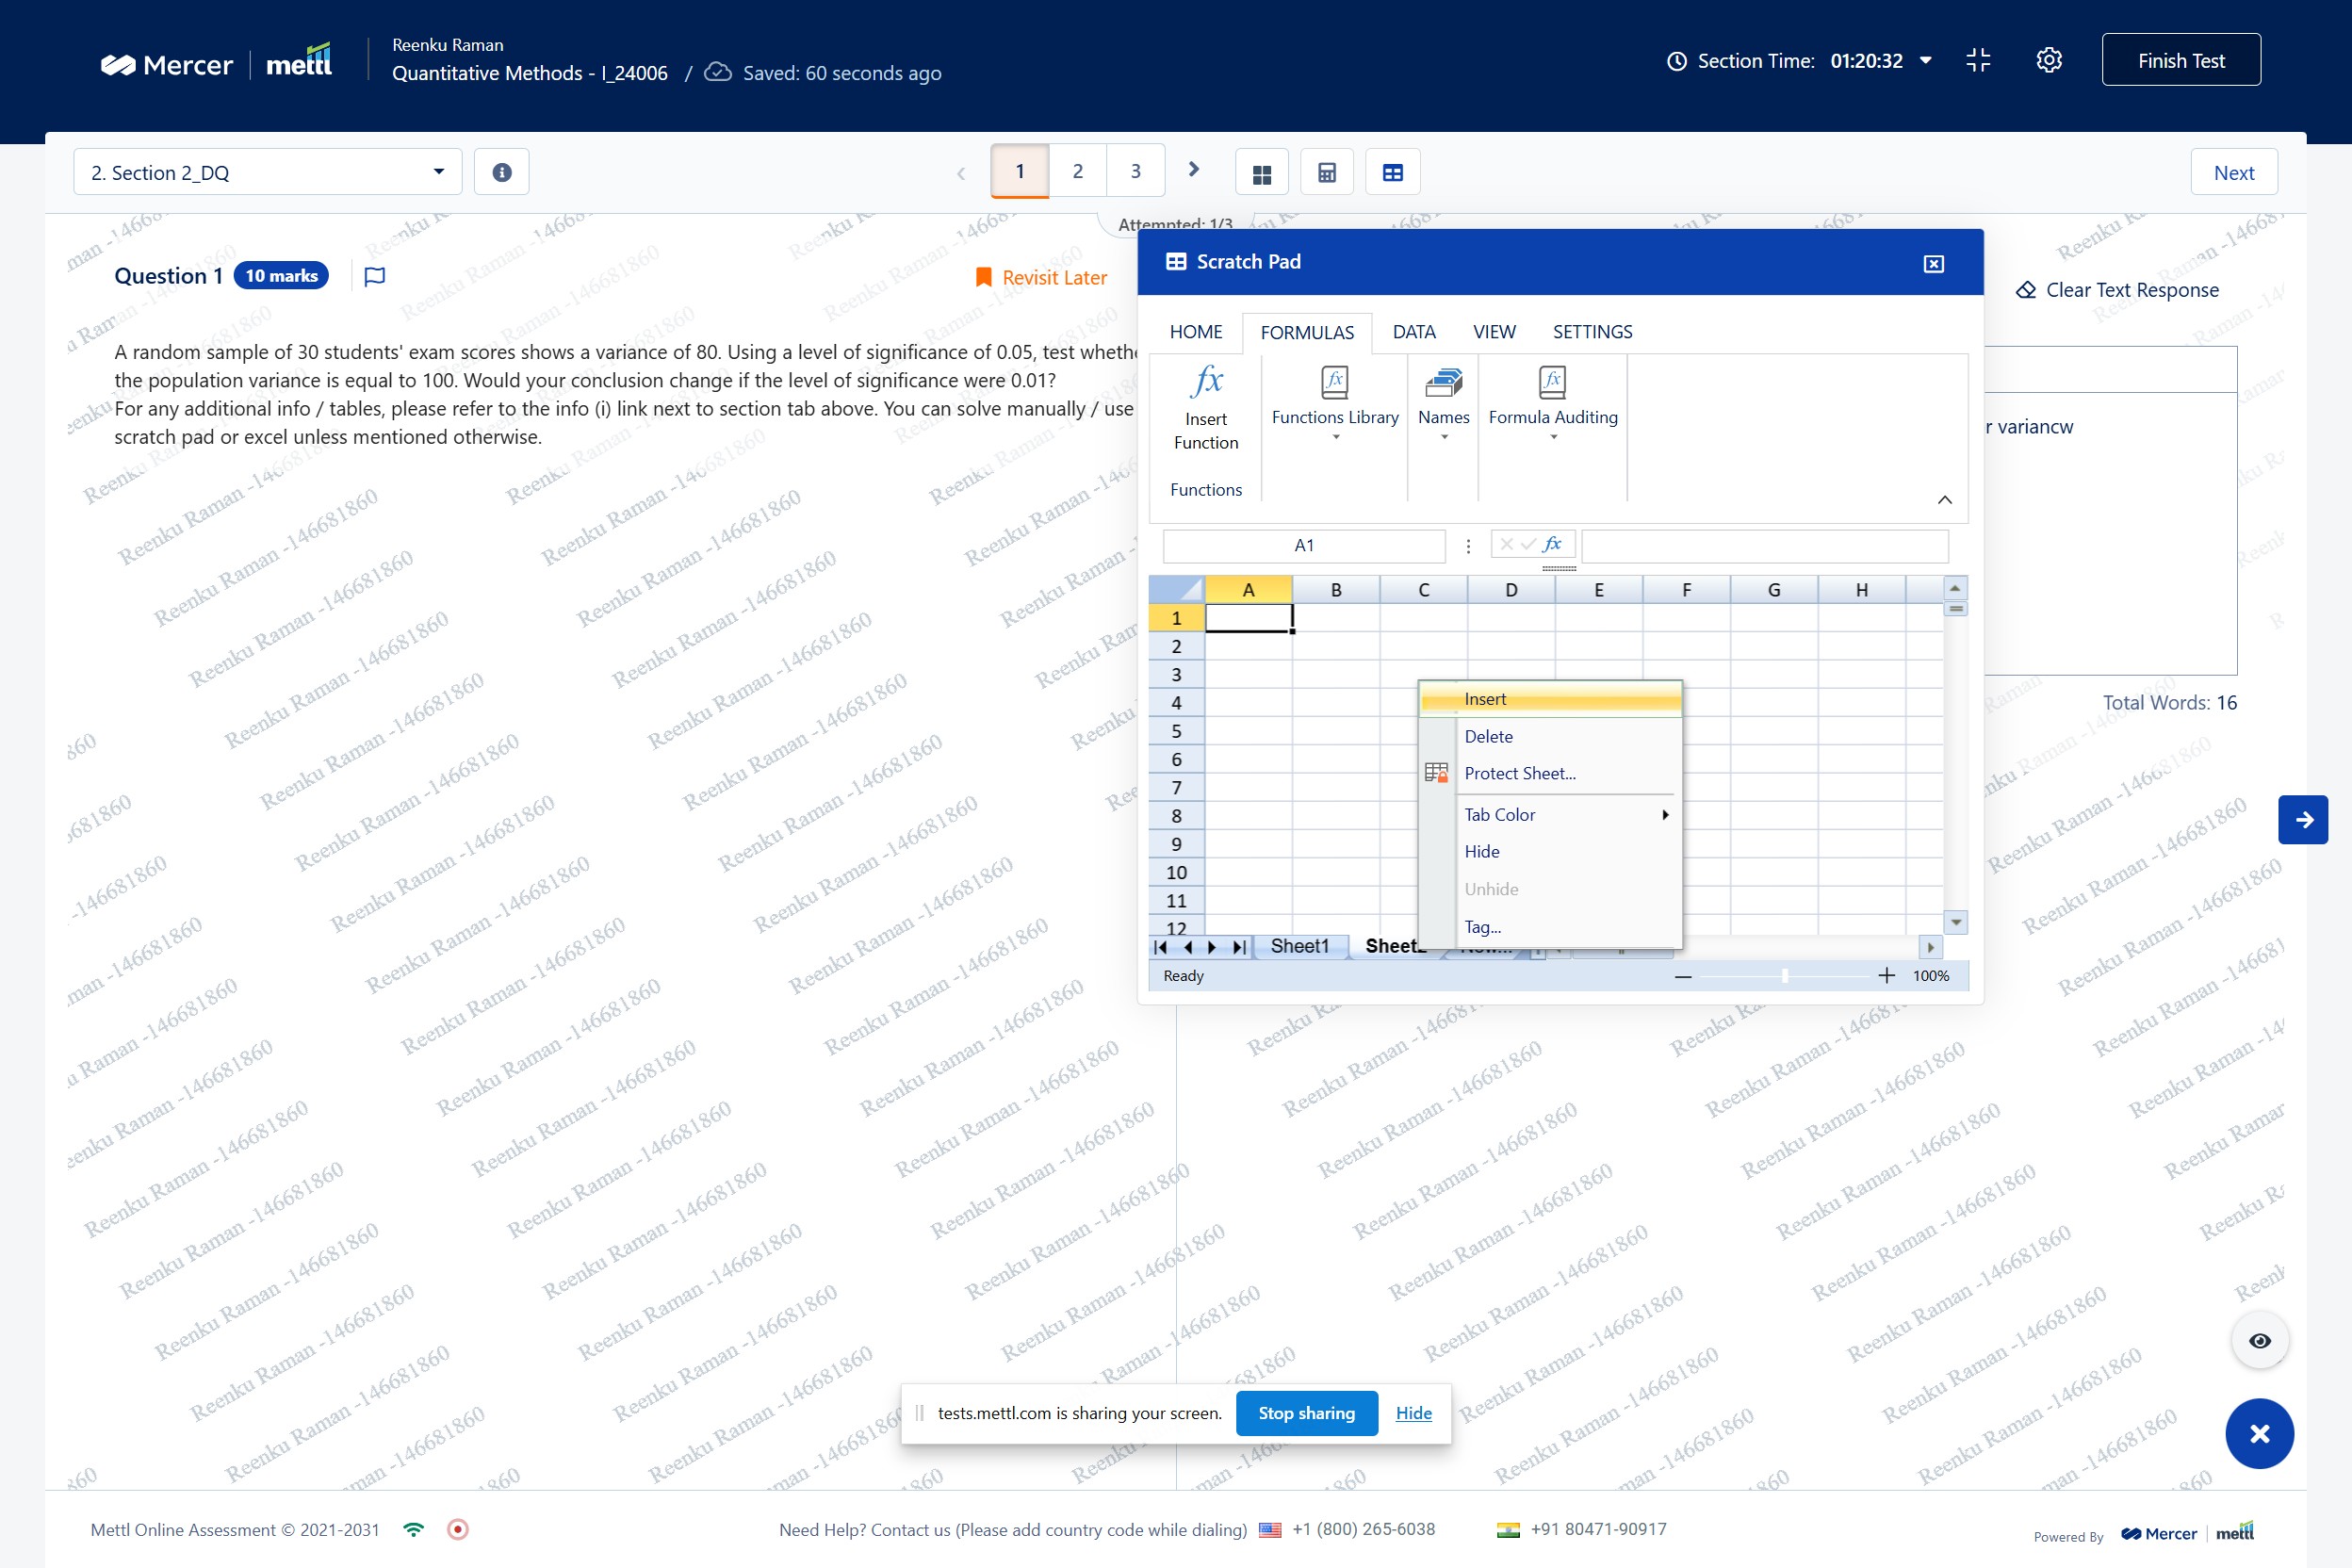 Mercer mettl
Reenku Raman
Quantitative Methods - I_24006 / Saved: 60 seconds ago
Section Time: 01:20:32
Finish Test
2. Section 2_DQ
1 2 3
Next
Attempted: 1/3
Question 1 10 marks
Revisit Later
Clear Text Response
A random sample of 30 students' exam scores shows a variance of 80. Using a level of significance of 0.05, test
the population variance is equal to 100. Would your conclusion change if the level of significance were 0.01?
For any additional info / tables, please refer to the info (i) link next to section tab above. You can solve manually / use
scratch pad or excel unless mentioned otherwise.
variancw
Total Words: 16
Scratch Pad
HOME FORMULAS DATA VIEW SETTINGS
fx
Insert
Function
Functions
fx
Functions Library
Names
fx
Formula Auditing
A1
fx
A B C D E F G H
1
2
3
4
5
6
7
8
9
10
11
12
Insert
Delete
Protect Sheet...
Tab Color
Hide
Unhide
Tag...
Sheet1 Sheet2
Ready
100%
Reenku Raman -146681860
tests.mettl.com is sharing your screen. Stop sharing Hide
Mettl Online Assessment © 2021-2031
Need Help? Contact us (Please add country code while dialing) +1 (800) 265-6038 +91 80471-90917
Powered By Mercer mettl